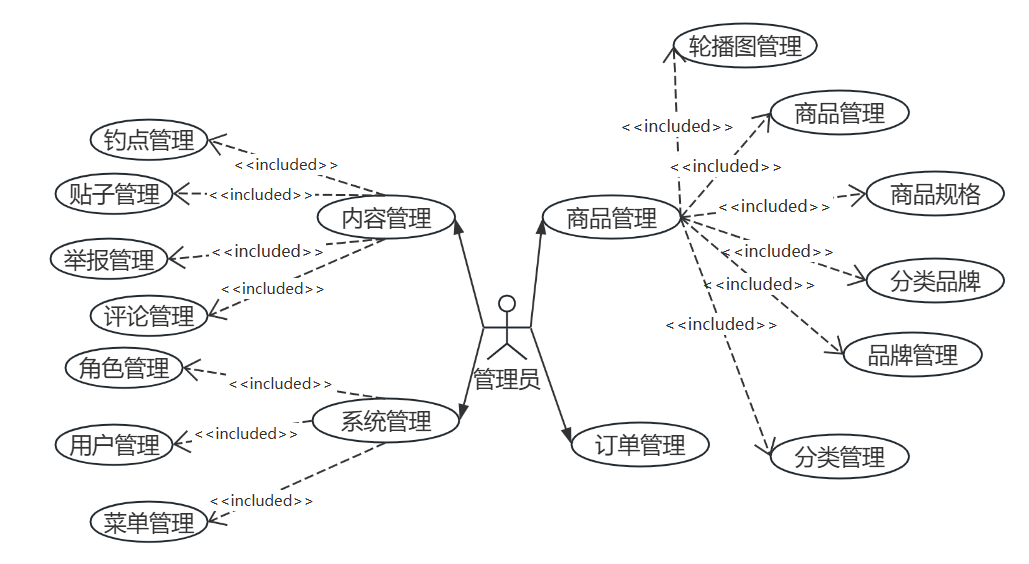 轮播图管理
<<included>>
商品管理
<<included>>
钓点管理
<<included>>
贴子管理
<<included>>
内容管理
商品管理
<<included>>
商品规格
举报管理
<<included>>
<<included>>
分类品牌
评论管理
<<included>>
<<included>>
品牌管理
<<included>>
角色管理
<<included>>
管理员
系统管理
用户管理
<<included>>
订单管理
分类管理
菜单管理
<<included>>